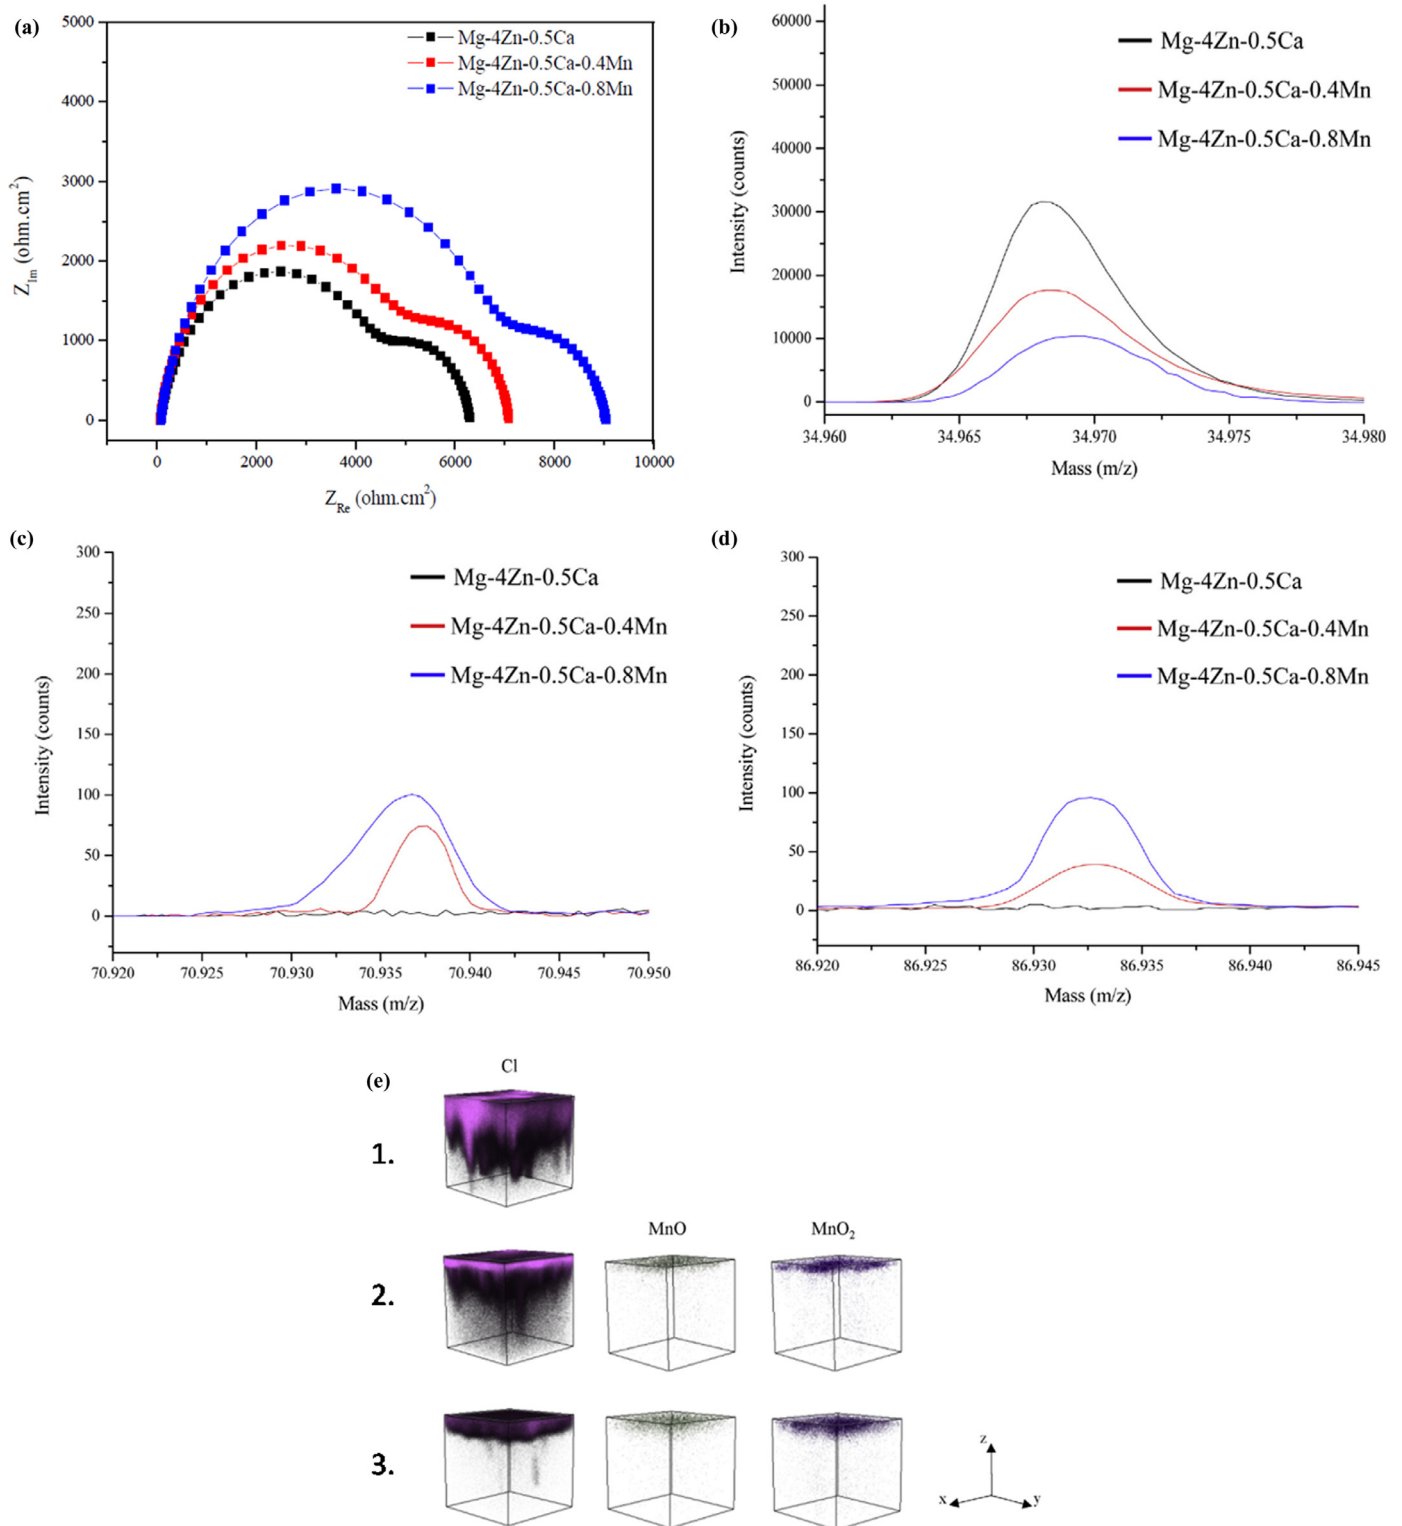 (a)
5000
4000
3000
2000
1000
0
Z_Im (ohm.cm²)
Mg-4Zn-0.5Ca
Mg-4Zn-0.5Ca-0.4Mn
Mg-4Zn-0.5Ca-0.8Mn
0 2000 4000 6000 8000 10000
Z_Re (ohm.cm²)
(b)
60000
50000
40000
30000
20000
10000
0
Intensity (counts)
Mg-4Zn-0.5Ca
Mg-4Zn-0.5Ca-0.4Mn
Mg-4Zn-0.5Ca-0.8Mn
34.960 34.965 34.970 34.975 34.980
Mass (m/z)
(c)
300
250
200
150
100
50
0
Intensity (counts)
Mg-4Zn-0.5Ca
Mg-4Zn-0.5Ca-0.4Mn
Mg-4Zn-0.5Ca-0.8Mn
70.920 70.925 70.930 70.935 70.940 70.945 70.950
Mass (m/z)
(d)
300
250
200
150
100
50
0
Intensity (counts)
Mg-4Zn-0.5Ca
Mg-4Zn-0.5Ca-0.4Mn
Mg-4Zn-0.5Ca-0.8Mn
86.920 86.925 86.930 86.935 86.940 86.945
Mass (m/z)
(e)
Cl
1.
MnO MnO₂
2.
3.
z
x y